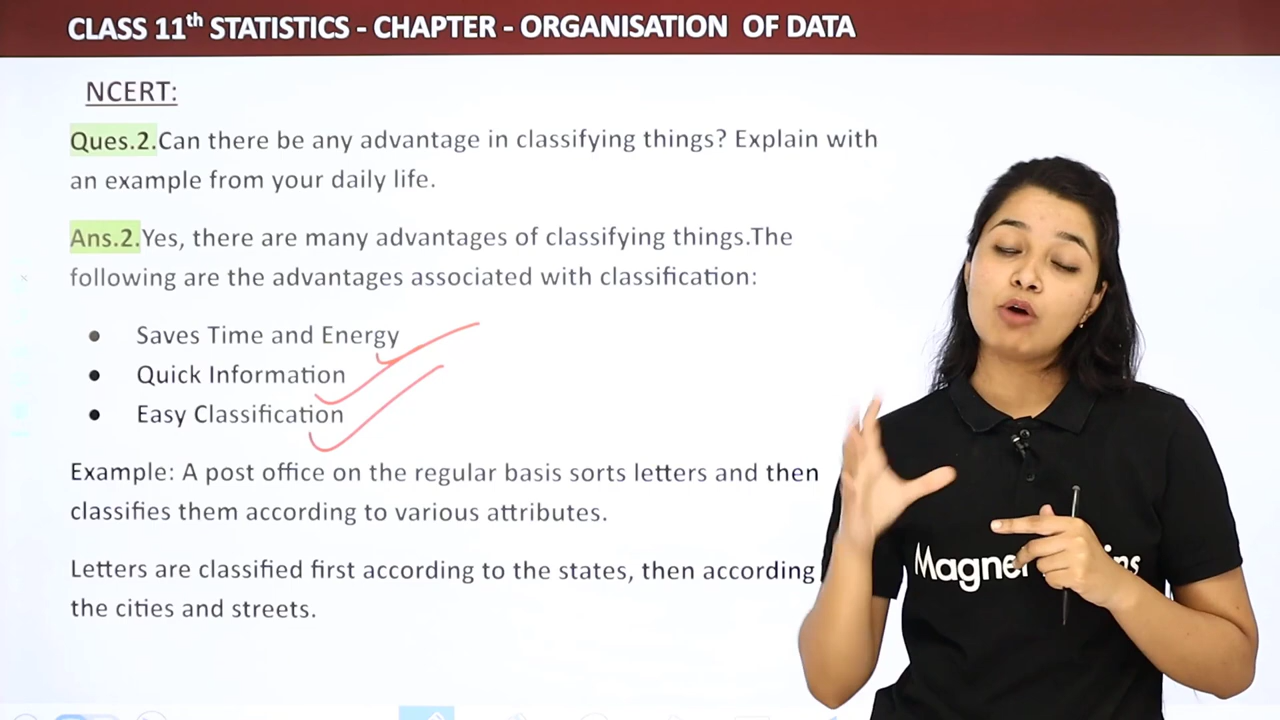 CLASS 11th STATISTICS - CHAPTER - ORGANISATION OF DATA
NCERT:
Ques.2.Can there be any advantage in classifying things? Explain with
an example from your daily life.
Ans.2.Yes, there are many advantages of classifying things.The
following are the advantages associated with classification:
● Saves Time and Energy
● Quick Information
● Easy Classification
Example: A post office on the regular basis sorts letters and then
classifies them according to various attributes.
Letters are classified first according to the states, then according
the cities and streets.